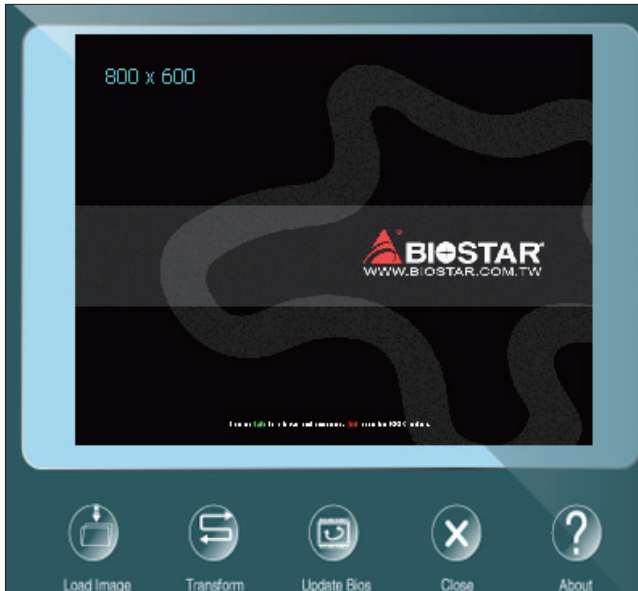 800 x 600
BIOSTAR
WWW.BIOSTAR.COM.TW
Load Image
Transform
Update Bios
Close
About